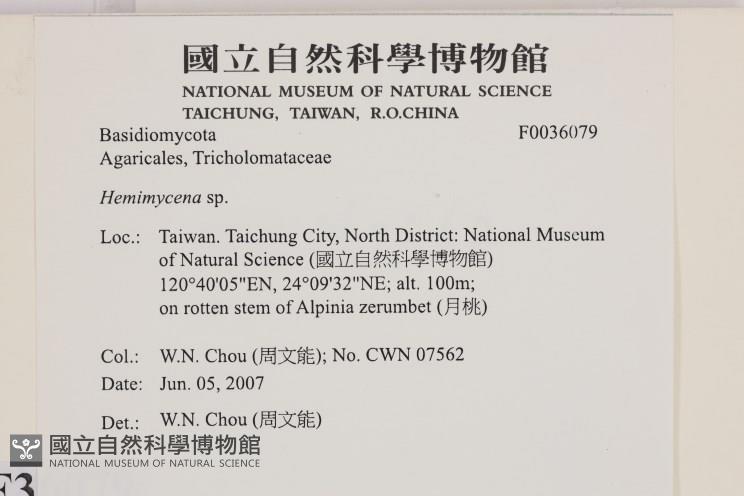 國立自然科學博物館
NATIONAL MUSEUM OF NATURAL SCIENCE
TAICHUNG, TAIWAN, R.O.CHINA
Basidiomycota F0036079
Agaricales, Tricholomataceae
Hemimycena sp.
Loc.: Taiwan. Taichung City, North District: National Museum
of Natural Science (國立自然科學博物館)
120°40'05"EN, 24°09'32"NE; alt. 100m;
on rotten stem of Alpinia zerumbet (月桃)
Col.: W.N. Chou (周文能); No. CWN 07562
Date: Jun. 05, 2007
Det.: W.N. Chou (周文能)
國立自然科學博物館
NATIONAL MUSEUM OF NATURAL SCIENCE